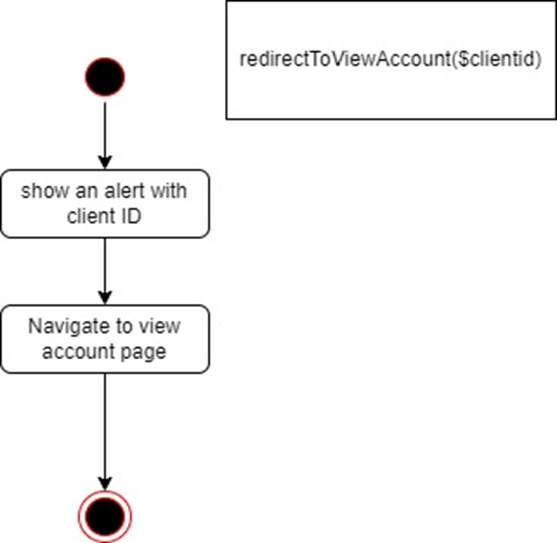 redirectToViewAccount($clientid)
show an alert with
client ID
Navigate to view
account page